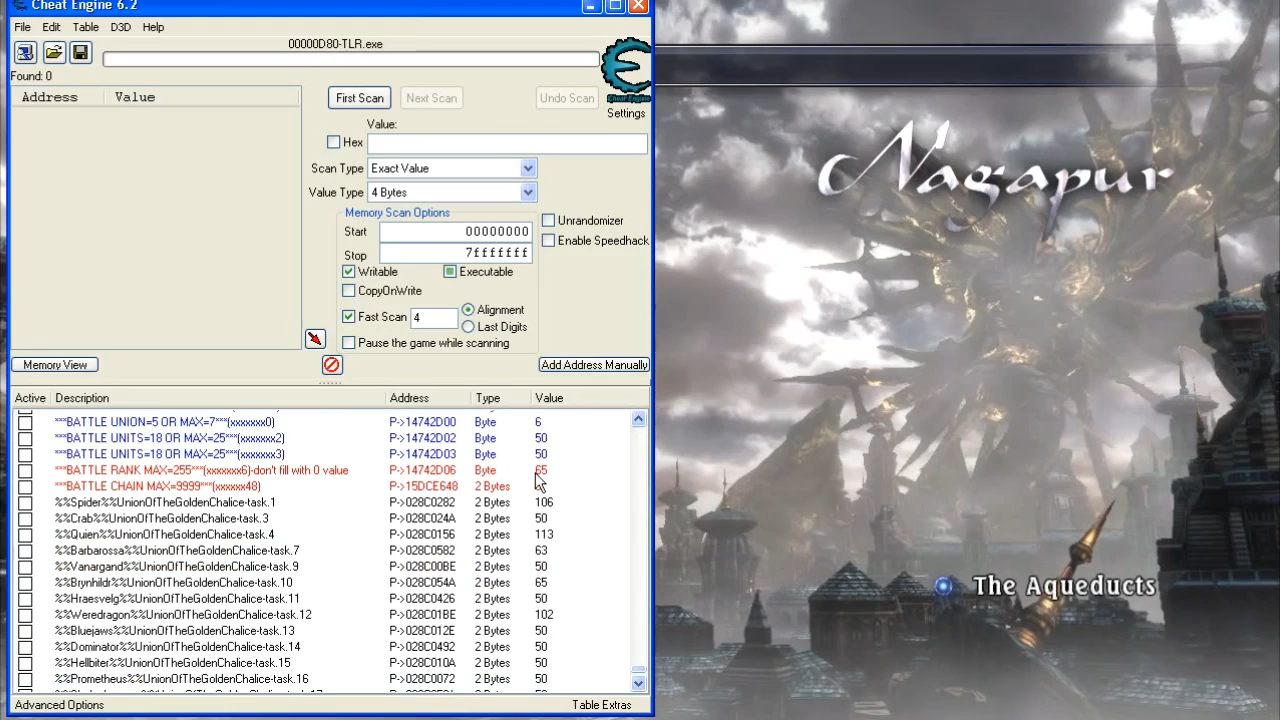 Cheat Engine 6.2
File Edit Table D3D Help
00000D80-TLR.exe
Found: 0
Address Value
First Scan Next Scan Undo Scan
Cheat Engine
Settings
Value:
Hex
Scan Type Exact Value
Value Type 4 Bytes
Memory Scan Options
Start 00000000
Stop 7fffffff
Unrandomizer
Enable Speedhack
Writable Executable
CopyOnWrite
Fast Scan 4 Alignment
Last Digits
Pause the game while scanning
Memory View Add Address Manually
Active Description Address Type Value
***BATTLE UNION=5 OR MAX=7***(xxxxxxx0) P->14742D00 Byte 6
***BATTLE UNITS=18 OR MAX=25***(xxxxxxx2) P->14742D02 Byte 50
***BATTLE UNITS=18 OR MAX=25***(xxxxxxx3) P->14742D03 Byte 50
***BATTLE RANK MAX=255***(xxxxxxx6)-don't fill with 0 value P->14742D06 Byte 65
***BATTLE CHAIN MAX=9999***(xxxxxx48) P->15DCE648 2 Bytes
%%Spider%%UnionOfTheGoldenChalice-task.1 P->028C0282 2 Bytes 106
%%Crab%%UnionOfTheGoldenChalice-task.3 P->028C024A 2 Bytes 50
%%Quien%%UnionOfTheGoldenChalice-task.4 P->028C0156 2 Bytes 113
%%Barbarossa%%UnionOfTheGoldenChalice-task.7 P->028C0582 2 Bytes 63
%%Vanargand%%UnionOfTheGoldenChalice-task.9 P->028C00BE 2 Bytes 50
%%Brynhildr%%UnionOfTheGoldenChalice-task.10 P->028C054A 2 Bytes 65
%%Hraesvelg%%UnionOfTheGoldenChalice-task.11 P->028C0426 2 Bytes 50
%%Weredragon%%UnionOfTheGoldenChalice-task.12 P->028C01BE 2 Bytes 102
%%Bluejaws%%UnionOfTheGoldenChalice-task.13 P->028C012E 2 Bytes 50
%%Dominator%%UnionOfTheGoldenChalice-task.14 P->028C0492 2 Bytes 50
%%Hellbiter%%UnionOfTheGoldenChalice-task.15 P->028C010A 2 Bytes 50
%%Prometheus%%UnionOfTheGoldenChalice-task.16 P->028C0072 2 Bytes 50
Advanced Options Table Extras
Nagapur
The Aqueducts